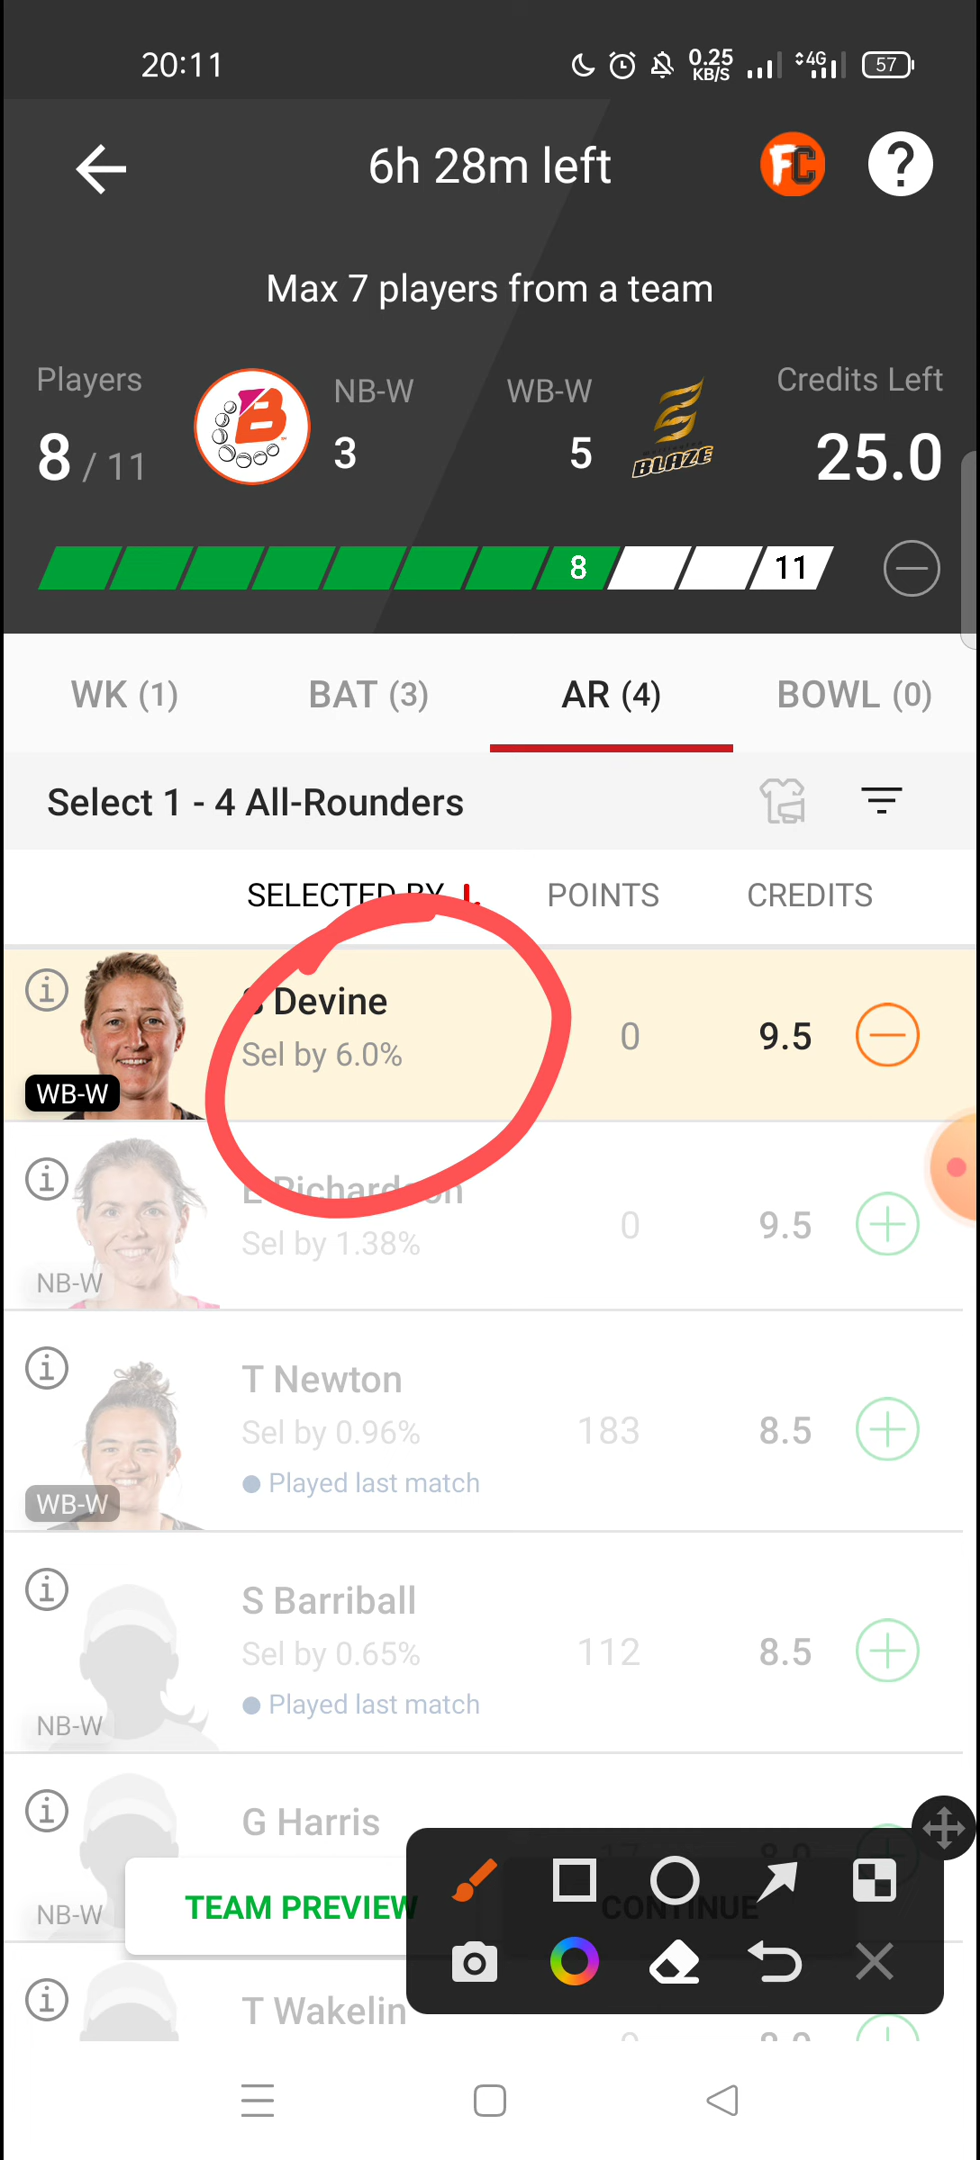 20:11
0.25
KB/S
4G
57
6h 28m left
FC
?
Max 7 players from a team
Players
NB-W
WB-W
Credits Left
8 / 11
B
3
5
BLAZE
25.0
8
11
WK (1)
BAT (3)
AR (4)
BOWL (0)
Select 1 - 4 All-Rounders
SELECTED BY
POINTS
CREDITS
S Devine
Sel by 6.0%
0
9.5
WB-W
E Richardson
Sel by 1.38%
0
9.5
NB-W
T Newton
Sel by 0.96%
183
8.5
Played last match
WB-W
S Barriball
Sel by 0.65%
112
8.5
Played last match
NB-W
G Harris
17
8.0
NB-W
TEAM PREVIEW
CONTINUE
T Wakelin